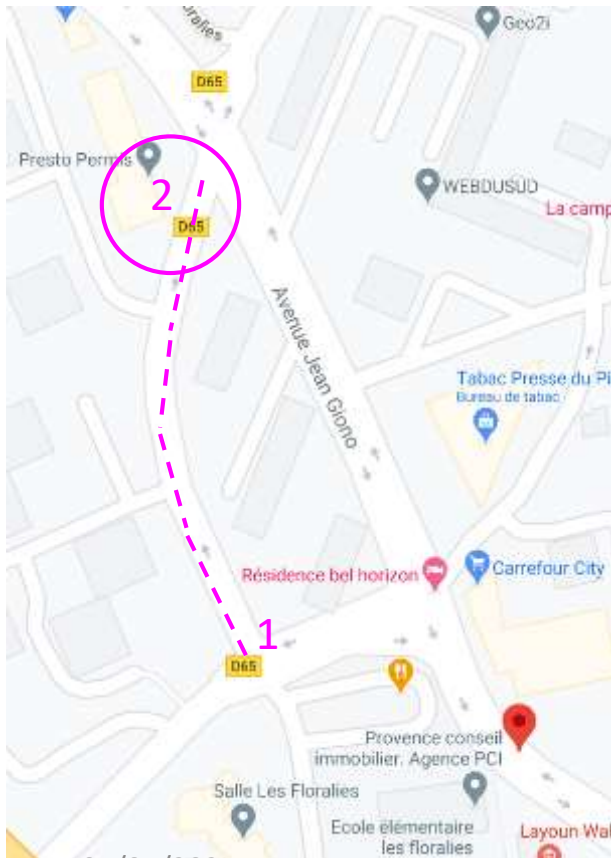 Floralies
Geo2i
D65
Presto Permis
2
WEBDUSUD
La camp
D65
Avenue Jean Giono
Tabac Presse du Pi
Bureau de tabac
Résidence bel horizon
Carrefour City
1
D65
Provence conseil
immobilier. Agence PCI
Salle Les Floralies
Ecole élémentaire
les floralies
Layoun Wal